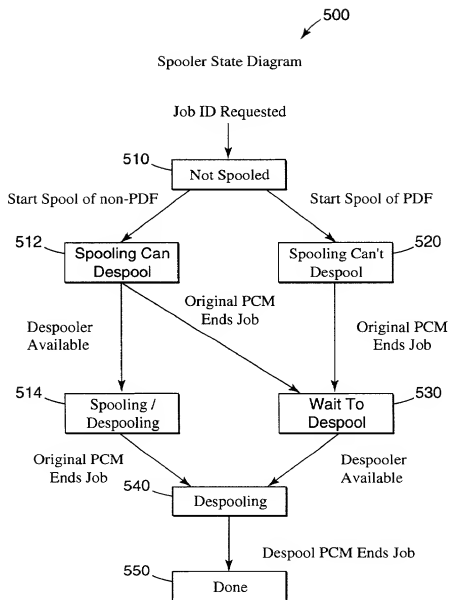 500
Spooler State Diagram
Job ID Requested
510
Not Spooled
Start Spool of non-PDF
Start Spool of PDF
512
Spooling Can
Despool
520
Spooling Can't
Despool
Original PCM
Ends Job
Despooler
Available
Original PCM
Ends Job
514
Spooling /
Despooling
530
Wait To
Despool
Original PCM
Ends Job
Despooler
Available
540
Despooling
Despool PCM Ends Job
550
Done